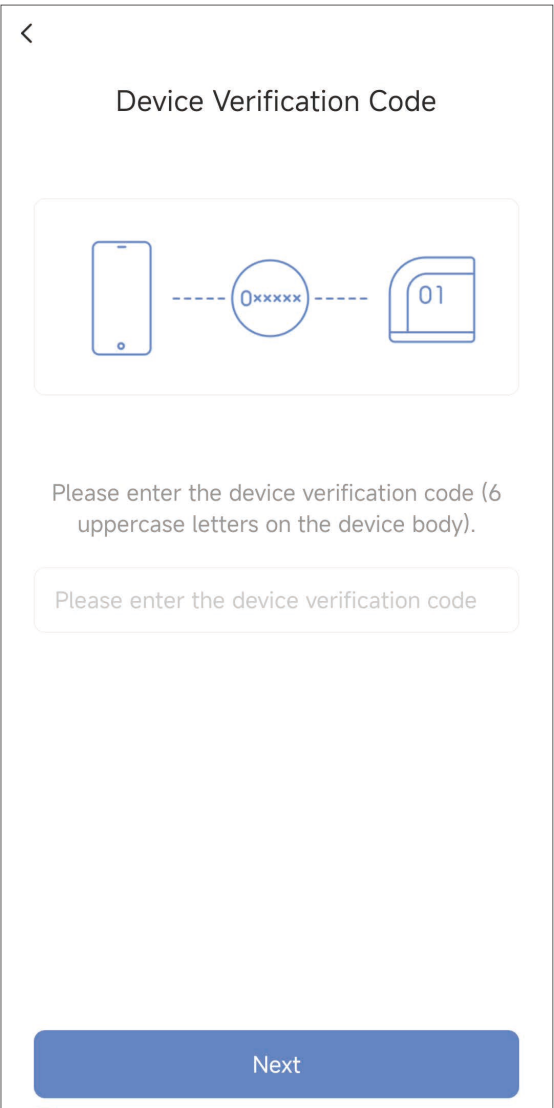 Device Verification Code
0×××××
01
Please enter the device verification code (6
uppercase letters on the device body).
Please enter the device verification code
Next